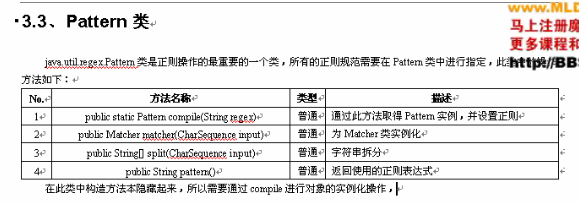 www.MLD
马上注册魔
更多课程和
http://BBS
3.3、Pattern 类
java.util.regex.Pattern 类是正则操作的最重要的一个类，所有的正则规范需要在 Pattern 类中进行指定，此
方法如下：
No. 方法名称 类型 描述
1 public static Pattern compile(String regex) 普通 通过此方法取得 Pattern 实例，并设置正则
2 public Matcher matcher(CharSequence input) 普通 为 Matcher 类实例化
3 public String[] split(CharSequence input) 普通 字符串拆分
4 public String pattern() 普通 返回使用的正则表达式
在此类中构造方法本隐藏起来，所以需要通过 compile 进行对象的实例化操作，